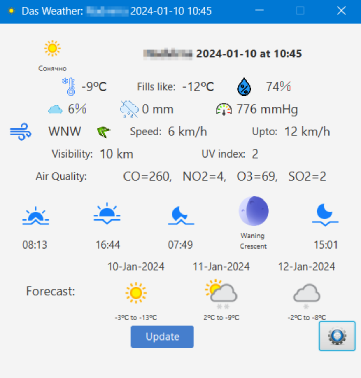 Das Weather: 2024-01-10 10:45
2024-01-10 at 10:45
Сонячно
-9ºC Fills like: -12ºC 74%
6% 0 mm 776 mmHg
WNW Speed: 6 km/h Upto: 12 km/h
Visibility: 10 km UV index: 2
Air Quality: CO=260, NO2=4, O3=69, SO2=2
Waning
Crescent
08:13 16:44 07:49 15:01
10-Jan-2024 11-Jan-2024 12-Jan-2024
Forecast:
-3ºC to -13ºC 2ºC to -9ºC -2ºC to -8ºC
Update